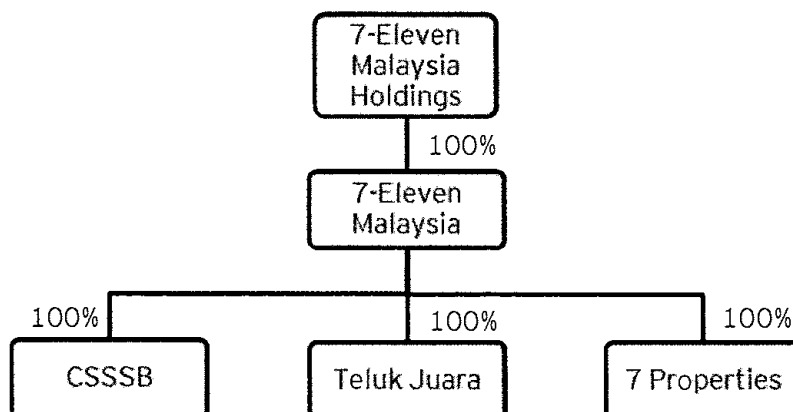 7-Eleven
Malaysia
Holdings
100%
7-Eleven
Malaysia
100%
100%
100%
CSSSB
Teluk Juara
7 Properties